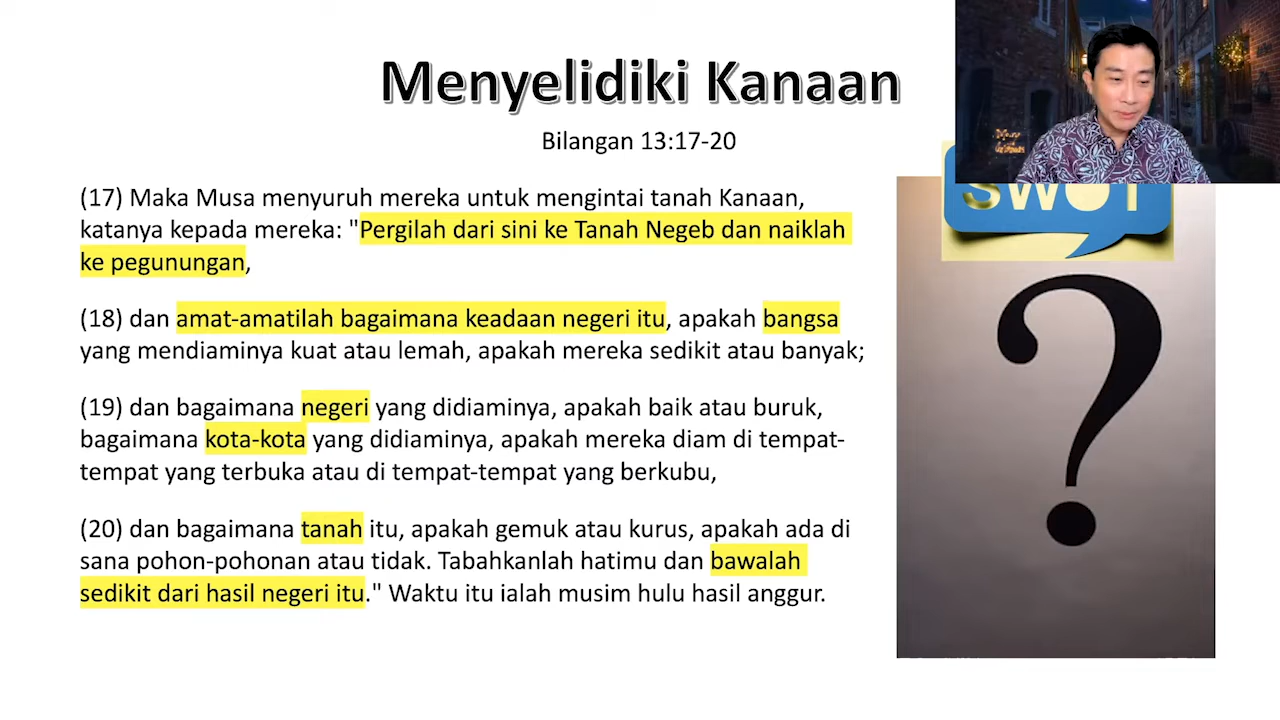 Menyelidiki Kanaan
Bilangan 13:17-20
(17) Maka Musa menyuruh mereka untuk mengintai tanah Kanaan,
katanya kepada mereka: "Pergilah dari sini ke Tanah Negeb dan naiklah
ke pegunungan,
(18) dan amat-amatilah bagaimana keadaan negeri itu, apakah bangsa
yang mendiaminya kuat atau lemah, apakah mereka sedikit atau banyak;
(19) dan bagaimana negeri yang didiaminya, apakah baik atau buruk,
bagaimana kota-kota yang didiaminya, apakah mereka diam di tempat-
tempat yang terbuka atau di tempat-tempat yang berkubu,
(20) dan bagaimana tanah itu, apakah gemuk atau kurus, apakah ada di
sana pohon-pohonan atau tidak. Tabahkanlah hatimu dan bawalah
sedikit dari hasil negeri itu." Waktu itu ialah musim hulu hasil anggur.
SWOT
?